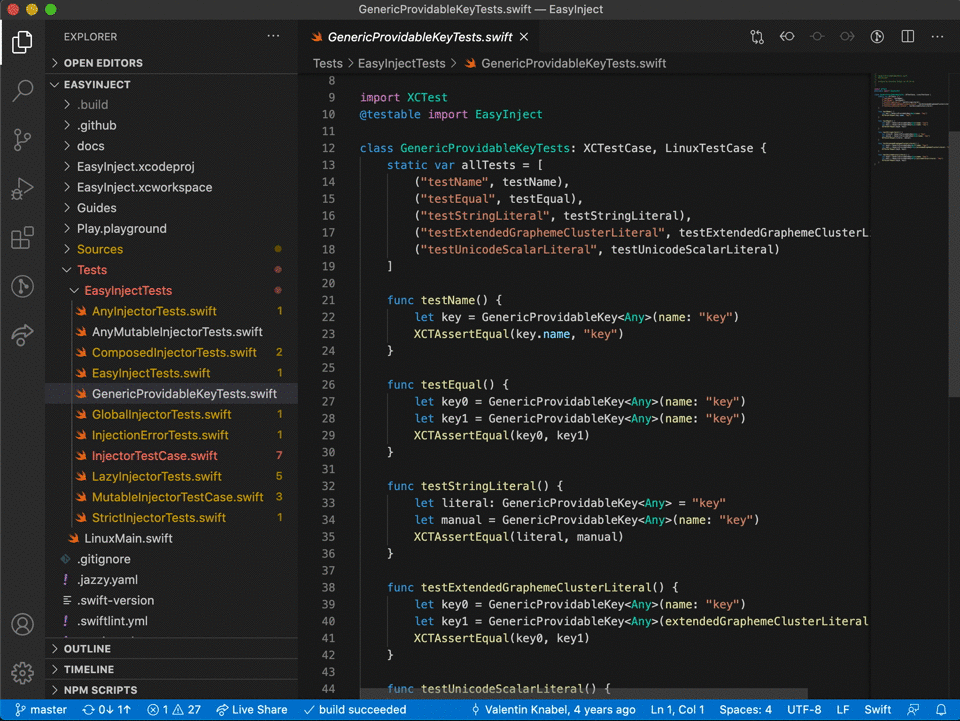 GenericProvidableKeyTests.swift — EasyInject
EXPLORER
OPEN EDITORS
EASYINJECT
.build
.github
docs
EasyInject.xcodeproj
EasyInject.xcworkspace
Guides
Play.playground
Sources
Tests
EasyInjectTests
AnyInjectorTests.swift 1
AnyMutableInjectorTests.swift
ComposedInjectorTests.swift 2
EasyInjectTests.swift 1
GenericProvidableKeyTests.swift
GlobalInjectorTests.swift 1
InjectionErrorTests.swift 1
InjectorTestCase.swift 7
LazyInjectorTests.swift 5
MutableInjectorTestCase.swift 3
StrictInjectorTests.swift 1
LinuxMain.swift
.gitignore
! .jazzy.yaml
.swift-version
! .swiftlint.yml
OUTLINE
TIMELINE
NPM SCRIPTS
GenericProvidableKeyTests.swift
Tests > EasyInjectTests > GenericProvidableKeyTests.swift
8
9 import XCTest
10 @testable import EasyInject
11
12 class GenericProvidableKeyTests: XCTestCase, LinuxTestCase {
13     static var allTests = [
14         ("testName", testName),
15         ("testEqual", testEqual),
16         ("testStringLiteral", testStringLiteral),
17         ("testExtendedGraphemeClusterLiteral", testExtendedGraphemeClusterL
18         ("testUnicodeScalarLiteral", testUnicodeScalarLiteral)
19     ]
20
21     func testName() {
22         let key = GenericProvidableKey<Any>(name: "key")
23         XCTAssertEqual(key.name, "key")
24     }
25
26     func testEqual() {
27         let key0 = GenericProvidableKey<Any>(name: "key")
28         let key1 = GenericProvidableKey<Any>(name: "key")
29         XCTAssertEqual(key0, key1)
30     }
31
32     func testStringLiteral() {
33         let literal: GenericProvidableKey<Any> = "key"
34         let manual = GenericProvidableKey<Any>(name: "key")
35         XCTAssertEqual(literal, manual)
36     }
37
38     func testExtendedGraphemeClusterLiteral() {
39         let key0 = GenericProvidableKey<Any>(name: "key")
40         let key1 = GenericProvidableKey<Any>(extendedGraphemeClusterLiteral
41         XCTAssertEqual(key0, key1)
42     }
43
44     func testUnicodeScalarLiteral() {
master 0↓ 1↑ 1 27 Live Share build succeeded Valentin Knabel, 4 years ago Ln 1, Col 1 Spaces: 4 UTF-8 LF Swift